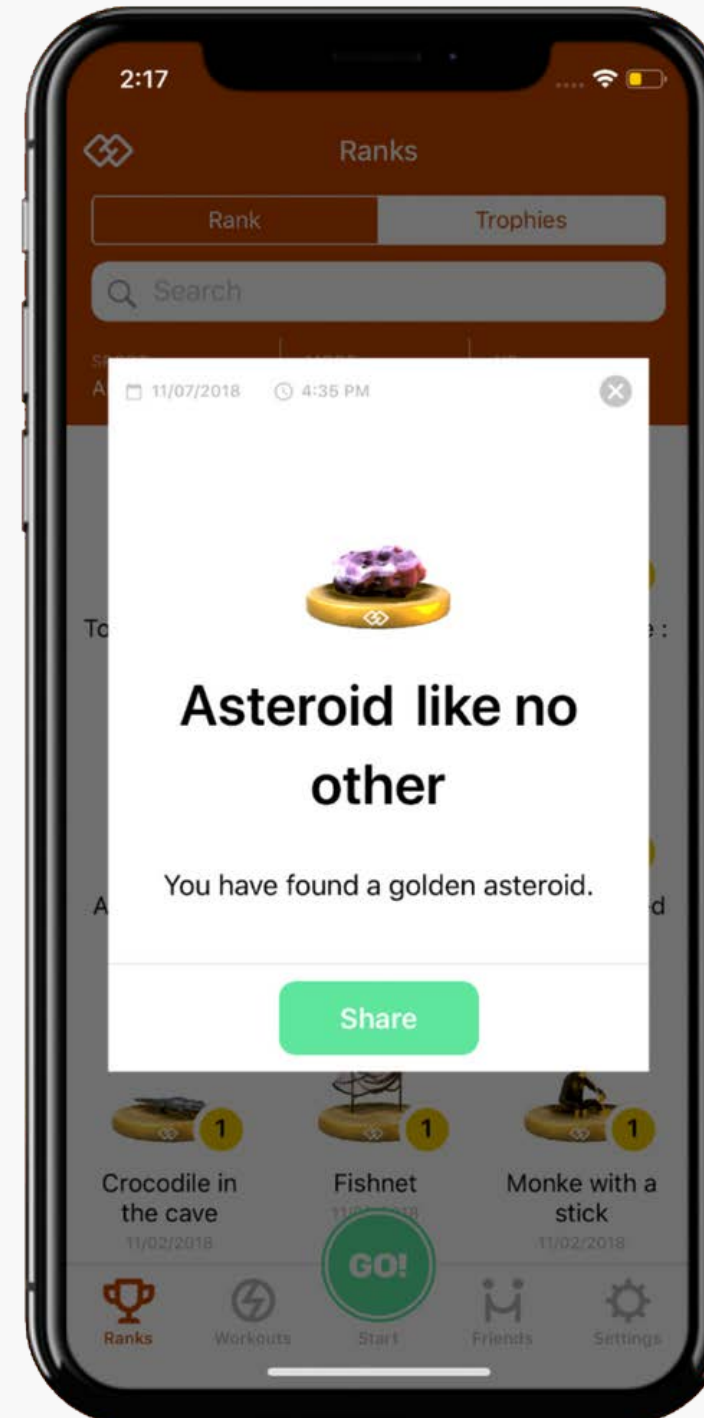 2:17
Ranks
Rank Trophies
Search
A
11/07/2018 4:35 PM
To e :
Asteroid like no
other
You have found a golden asteroid.
A d
Share
1 1 1
Crocodile in Fishnet Monke with a
the cave stick
11/02/2018 11/02/2018
GO!
Ranks Workouts Start Friends Settings